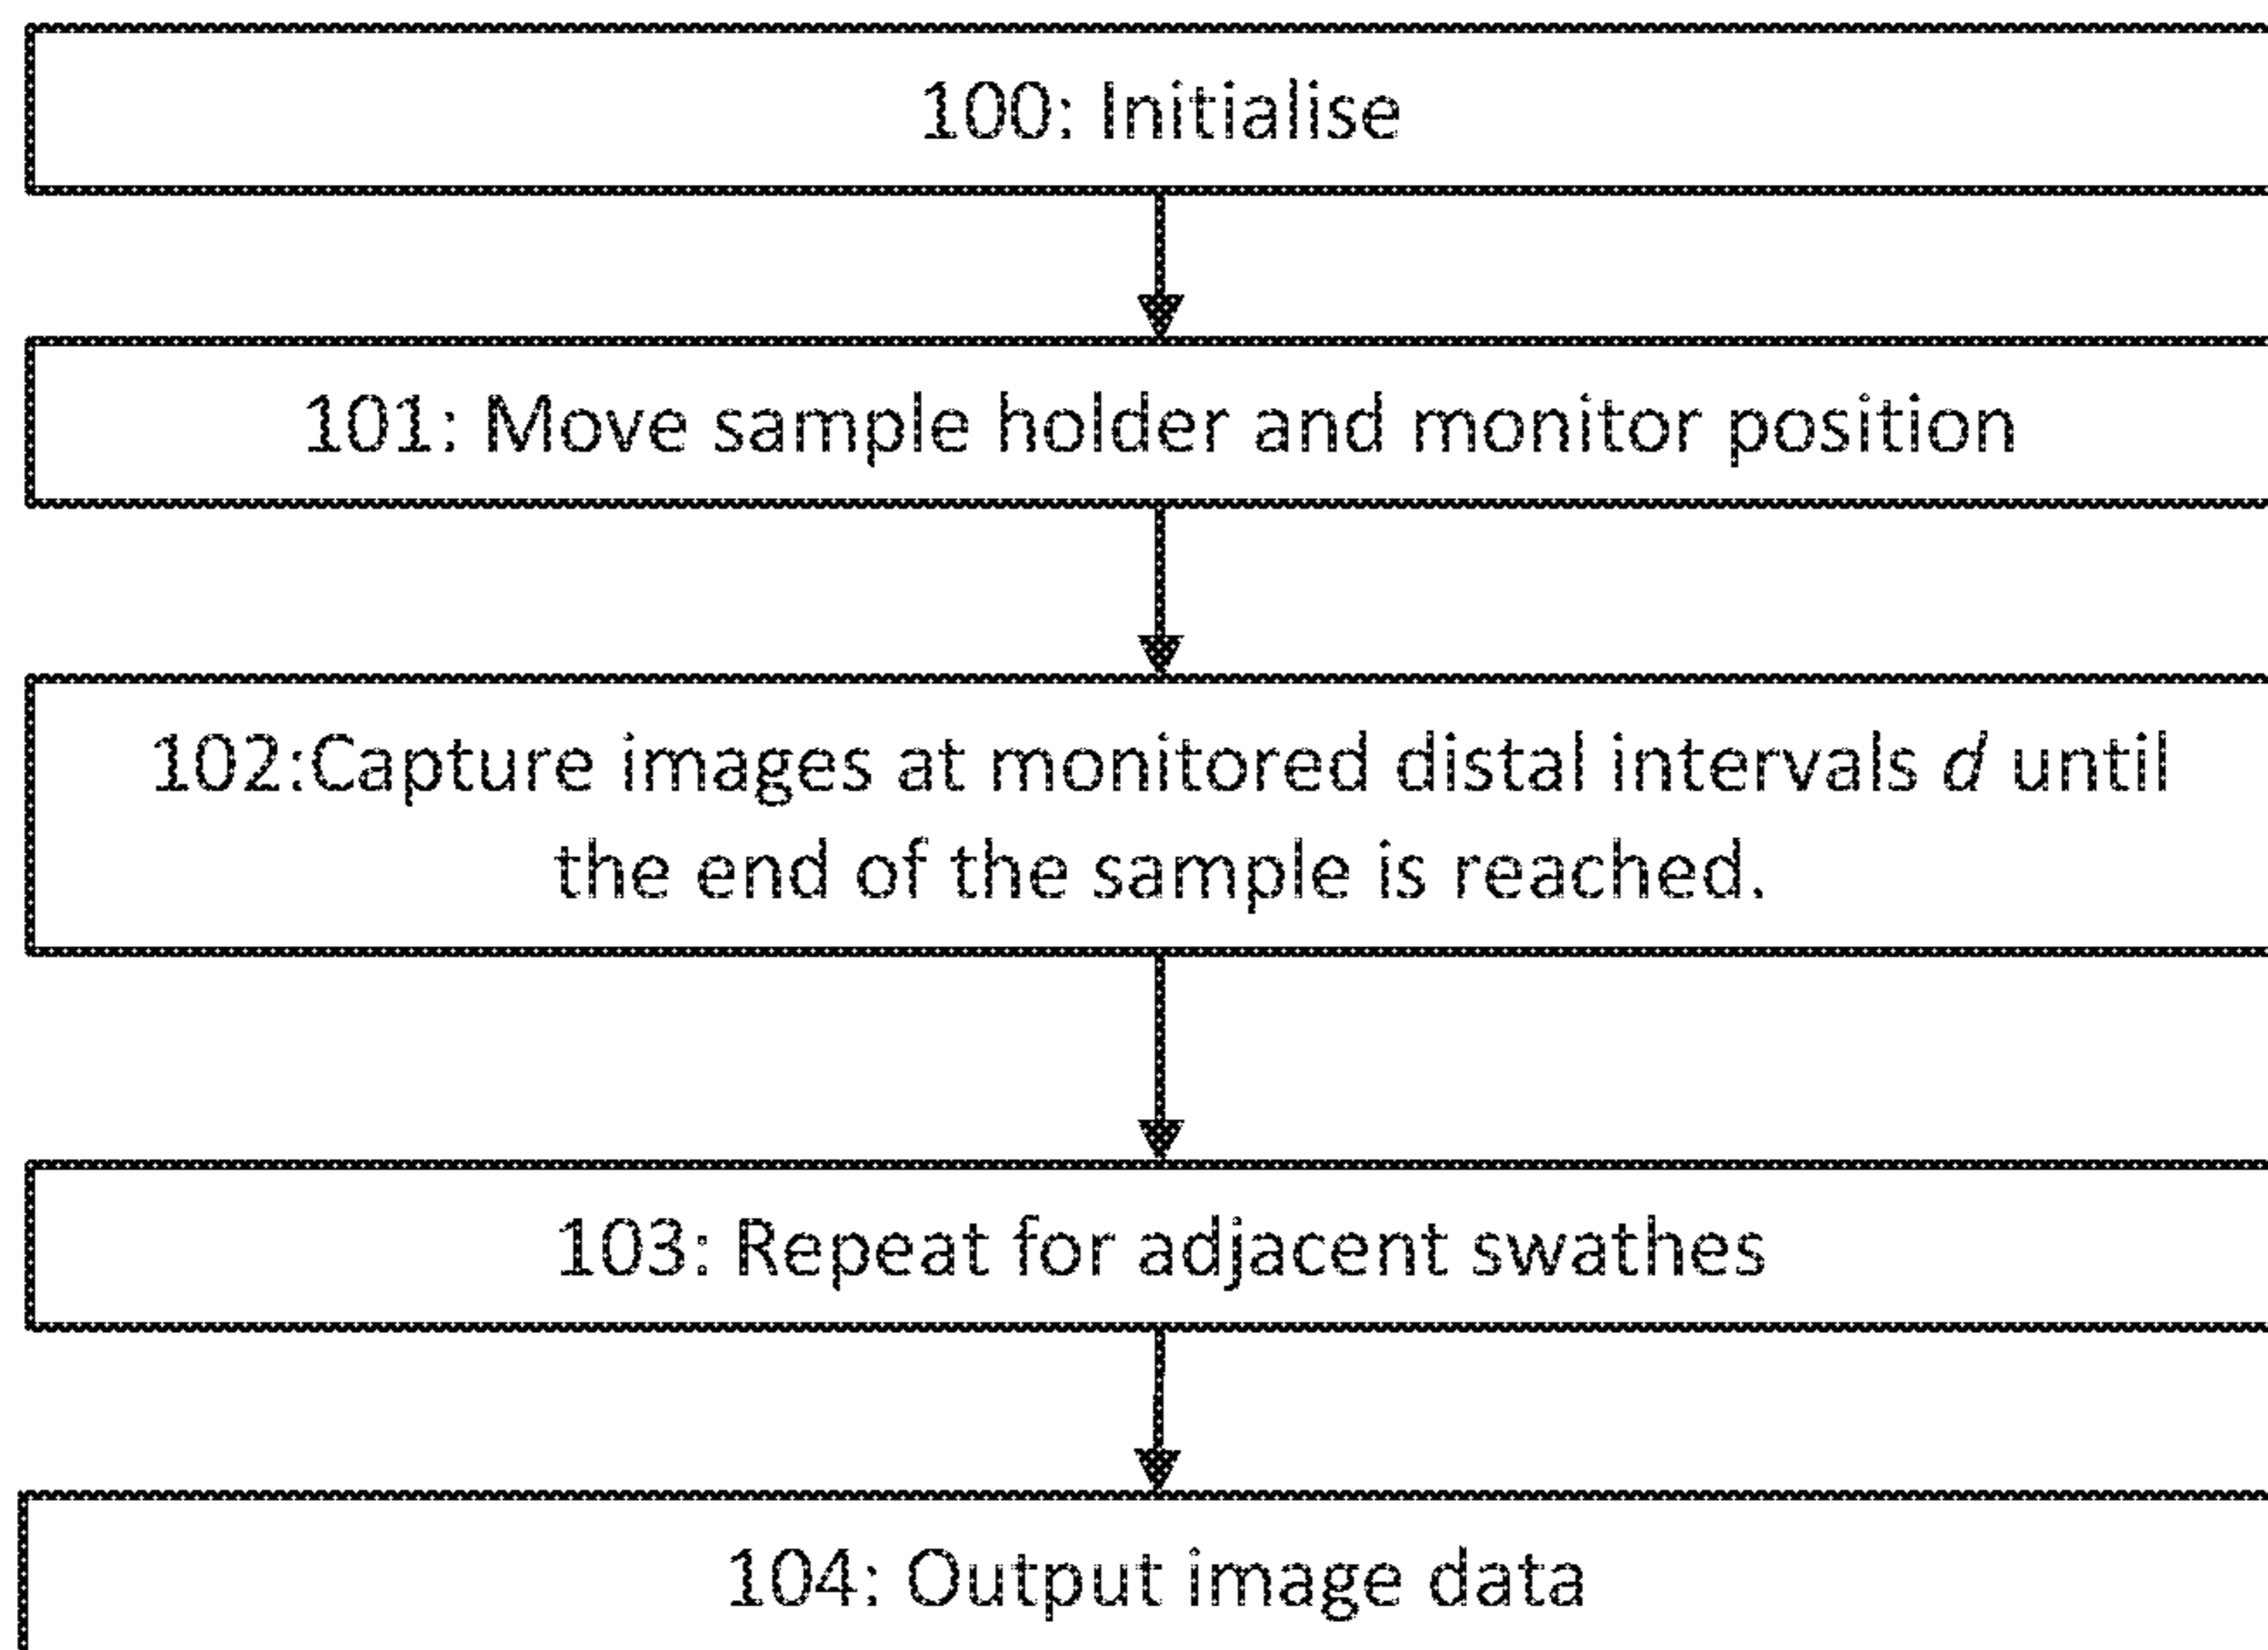 100: Initialise
101: Move sample holder and monitor position
102:Capture images at monitored distal intervals d until
the end of the sample is reached.
103: Repeat for adjacent swathes
104: Output image data